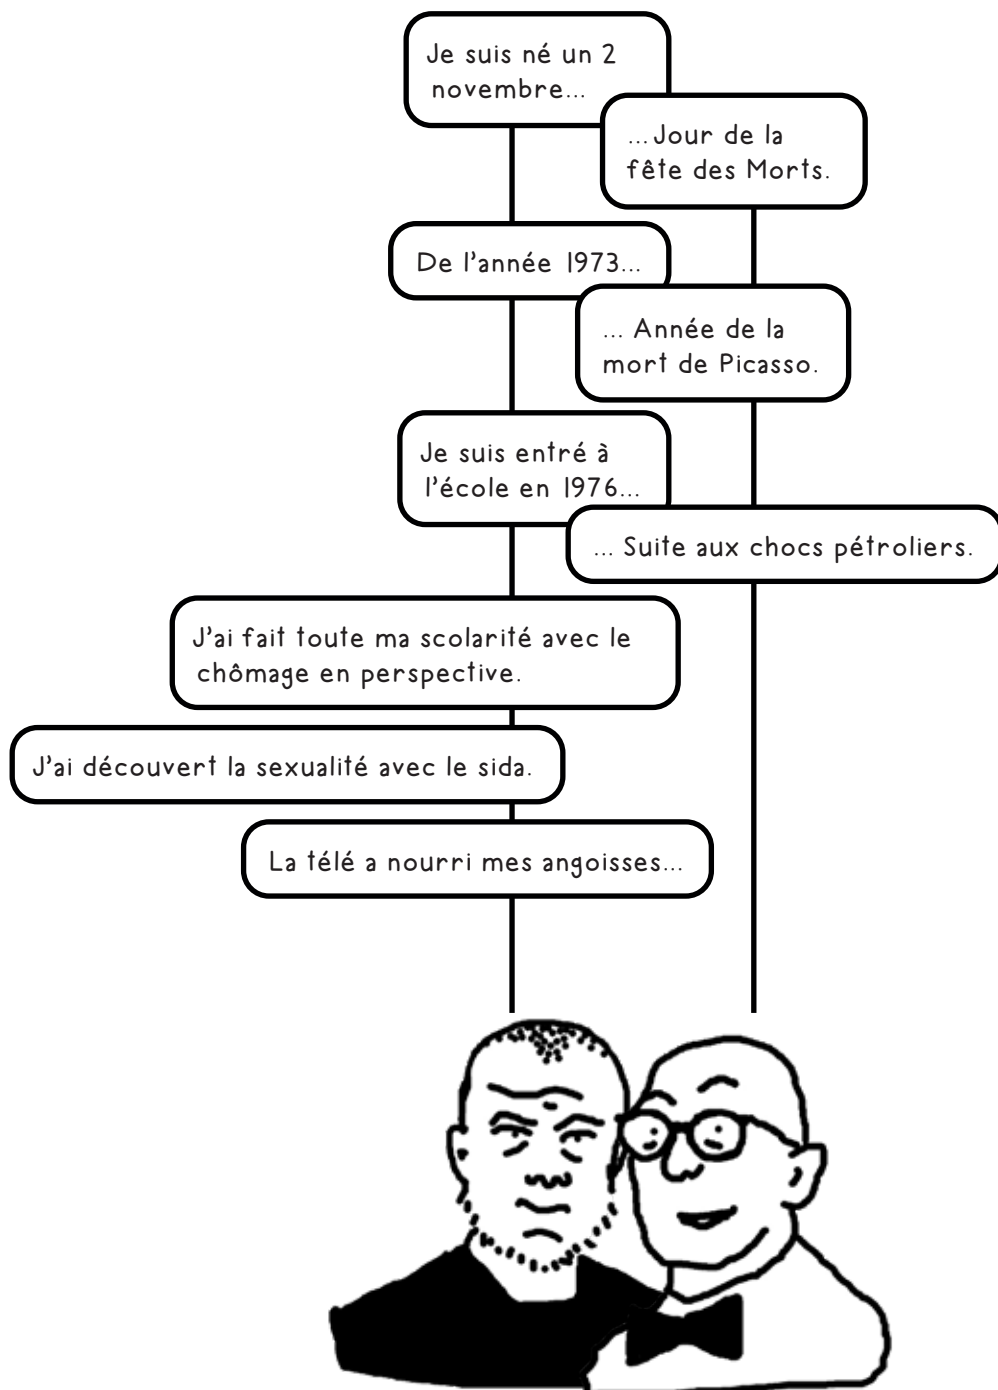 Je suis né un 2
novembre...
...Jour de la
fête des Morts.
De l'année 1973...
... Année de la
mort de Picasso.
Je suis entré à
l'école en 1976...
... Suite aux chocs pétroliers.
J'ai fait toute ma scolarité avec le
chômage en perspective.
J'ai découvert la sexualité avec le sida.
La télé a nourri mes angoisses...